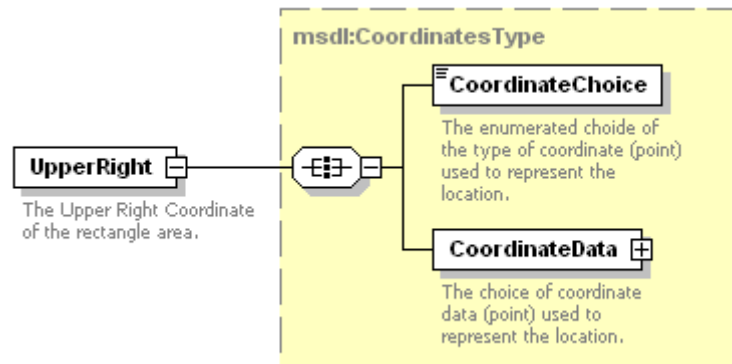 msdl:CoordinatesType
CoordinateChoice
The enumerated choide of
the type of coordinate (point)
used to represent the
location.
UpperRight
The Upper Right Coordinate
of the rectangle area.
CoordinateData
The choice of coordinate
data (point) used to
represent the location.